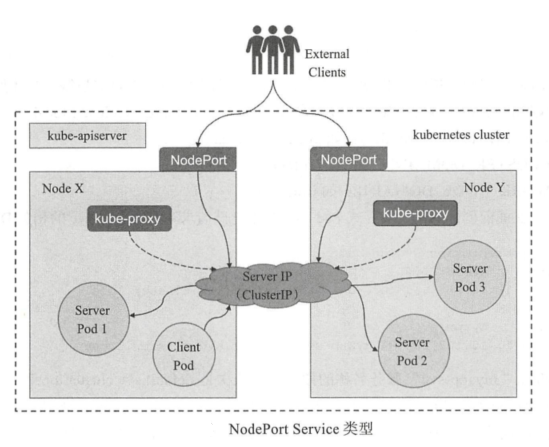 External
Clients
kube-apiserver
kubernetes cluster
NodePort
NodePort
Node X
Node Y
kube-proxy
kube-proxy
Server IP
(ClusterIP)
Server
Pod 3
Server
Pod 1
Client
Pod
Server
Pod 2
NodePort Service 类型